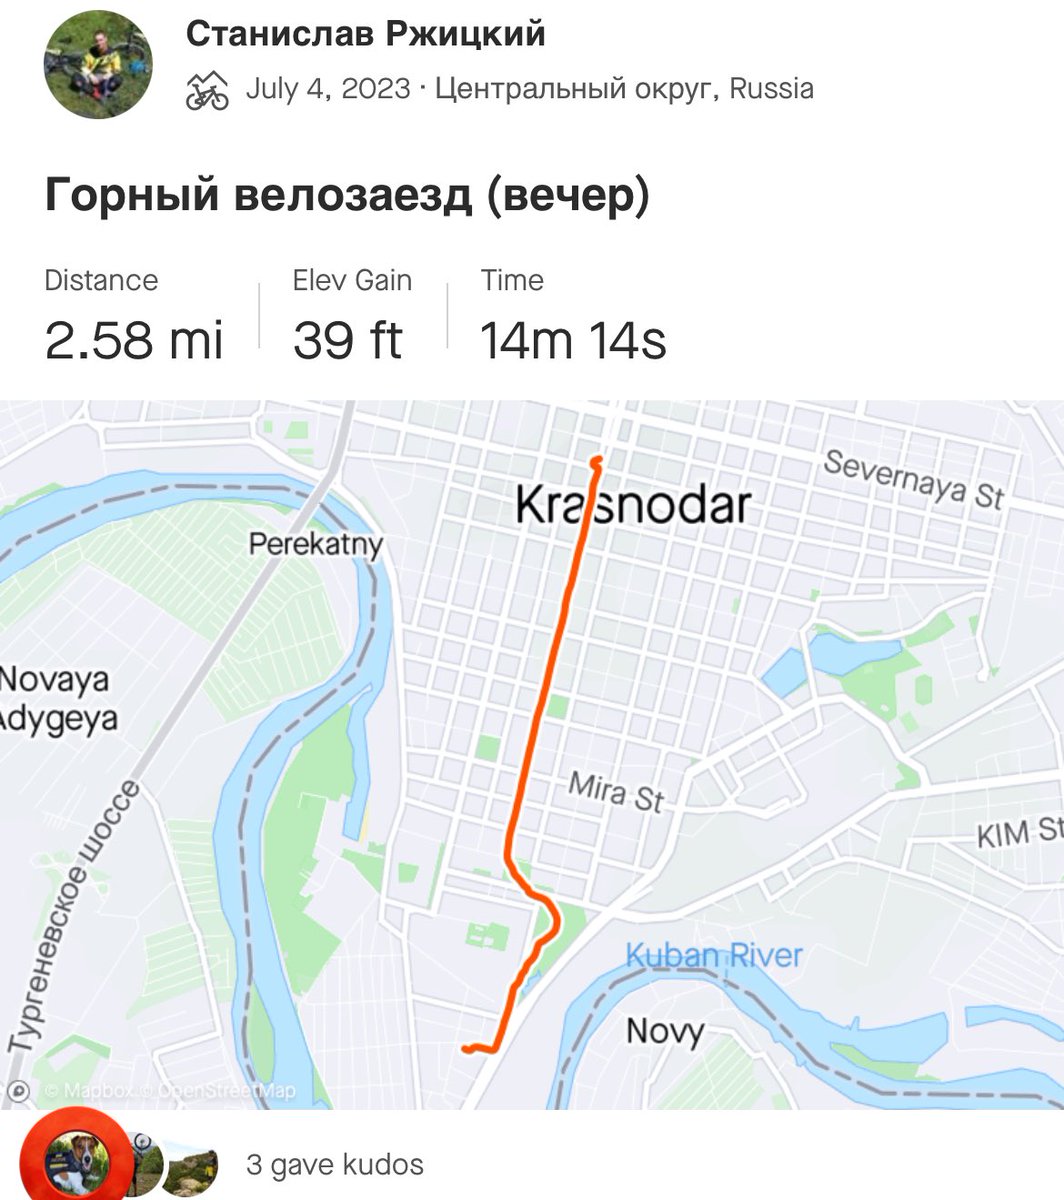 Станислав Ржицкий
July 4, 2023 · Центральный округ, Russia
Горный велозаезд (вечер)
Distance
Elev Gain
Time
2.58 mi
39 ft
14m 14s
Severnaya St
Krasnodar
Perekatny
Novaya
Adygeya
Mira St
KIM St
Тургеневское шоссе
Kuban River
Novy
© Mapbox © OpenStreetMap
3 gave kudos